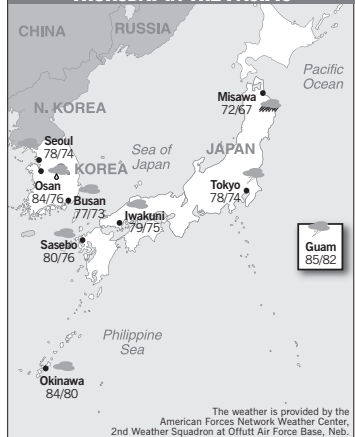 CHINA
RUSSIA
Pacific
Ocean
N. KOREA
Misawa
72/67
Seoul
78/74
Sea of
Japan
JAPAN
KOREA
Osan
84/76
Busan
77/73
Tokyo
78/74
Iwakuni
79/75
Sasebo
80/76
Guam
85/82
Philippine
Sea
Okinawa
84/80
The weather is provided by the
American Forces Network Weather Center,
2nd Weather Squadron at Offutt Air Force Base, Neb.